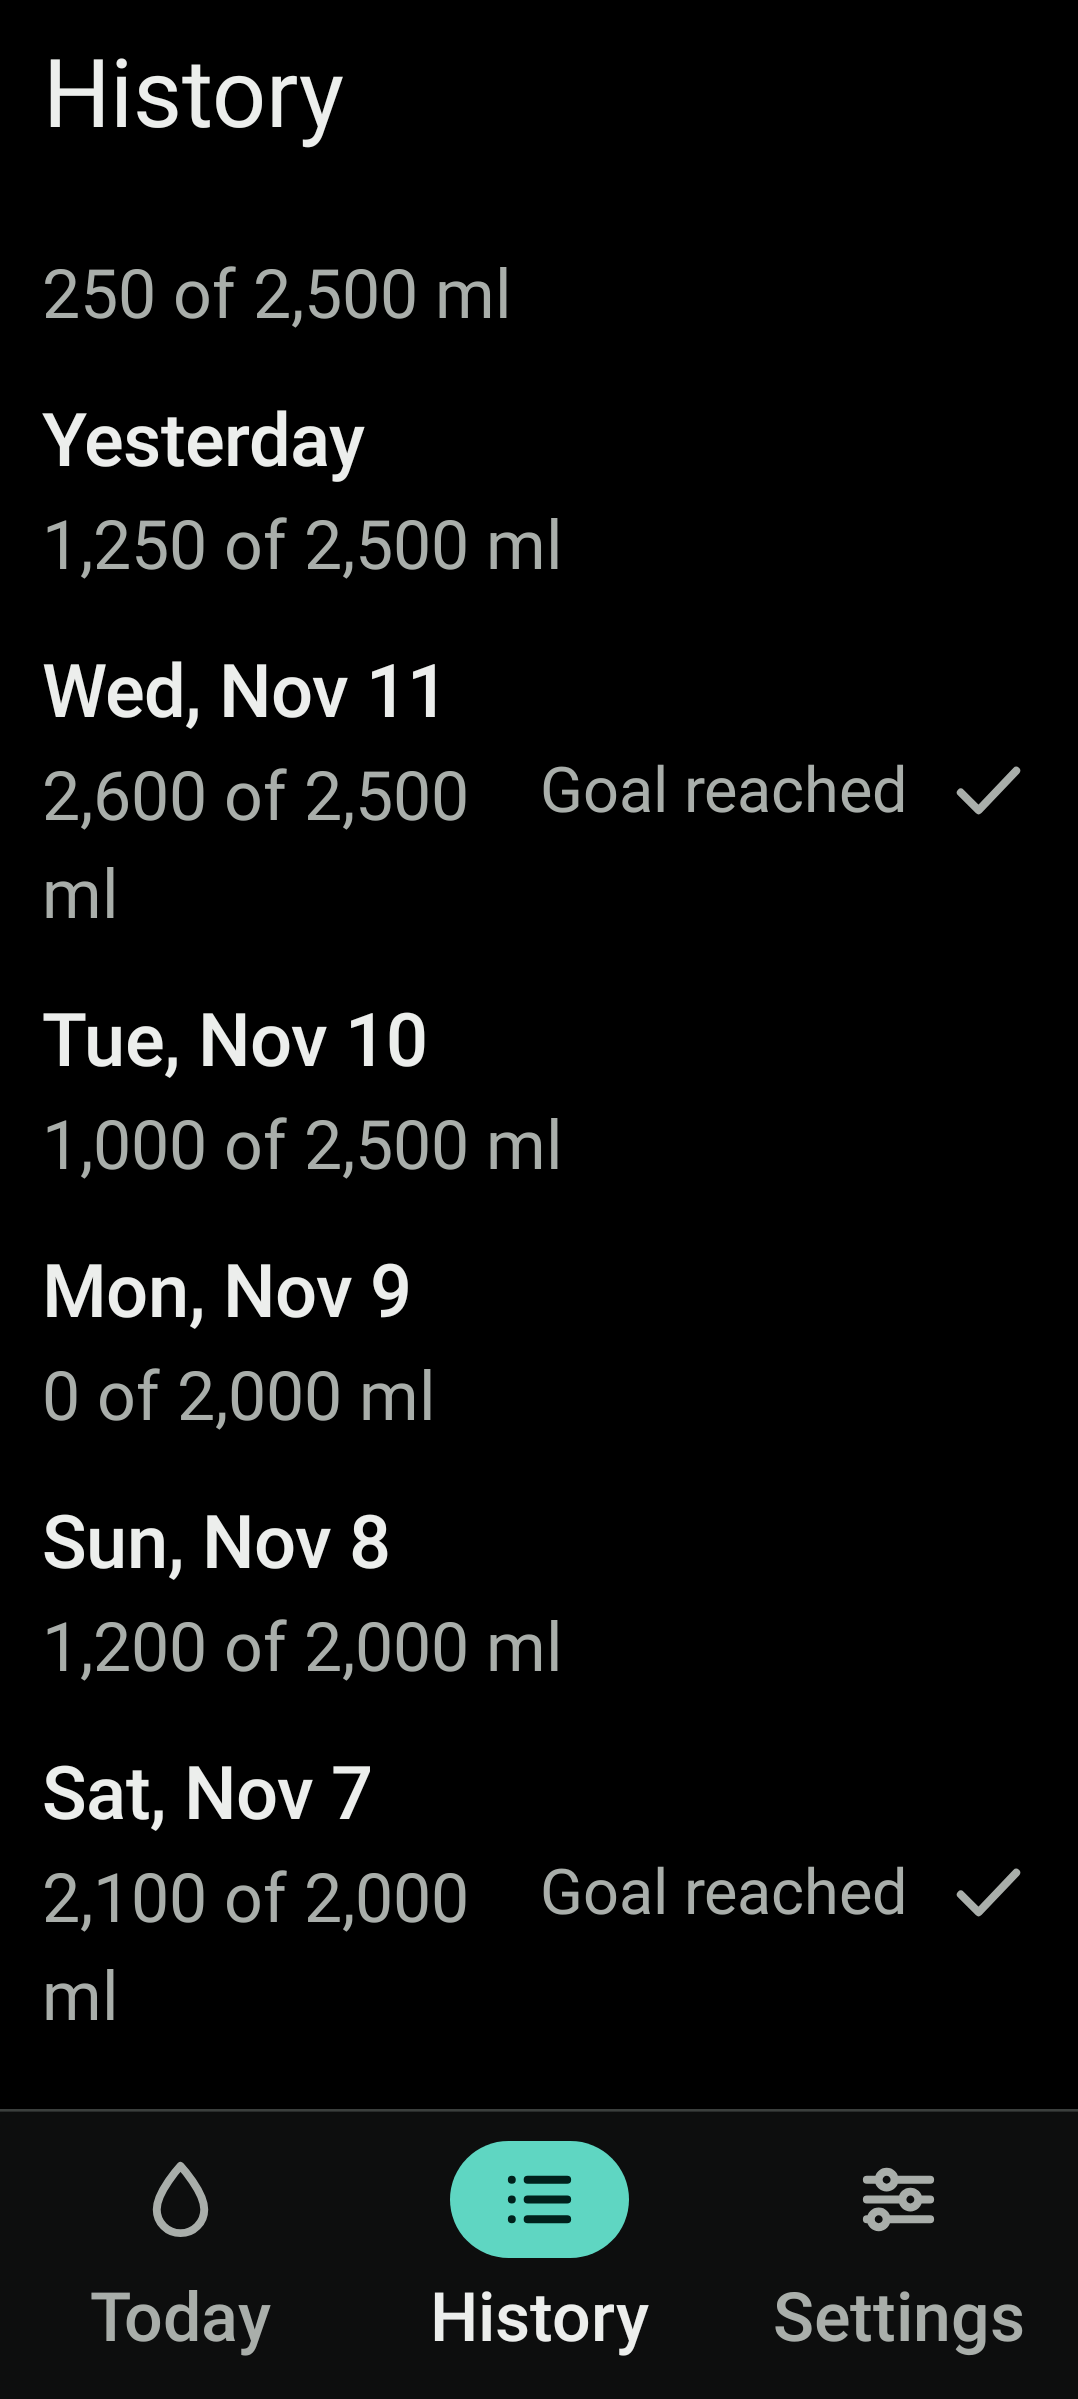 History
250 of 2,500 ml
Yesterday
1,250 of 2,500 ml
Wed, Nov 11
2,600 of 2,500
ml
Goal reached
Tue, Nov 10
1,000 of 2,500 ml
Mon, Nov 9
0 of 2,000 ml
Sun, Nov 8
1,200 of 2,000 ml
Sat, Nov 7
2,100 of 2,000
ml
Goal reached
Today
History
Settings